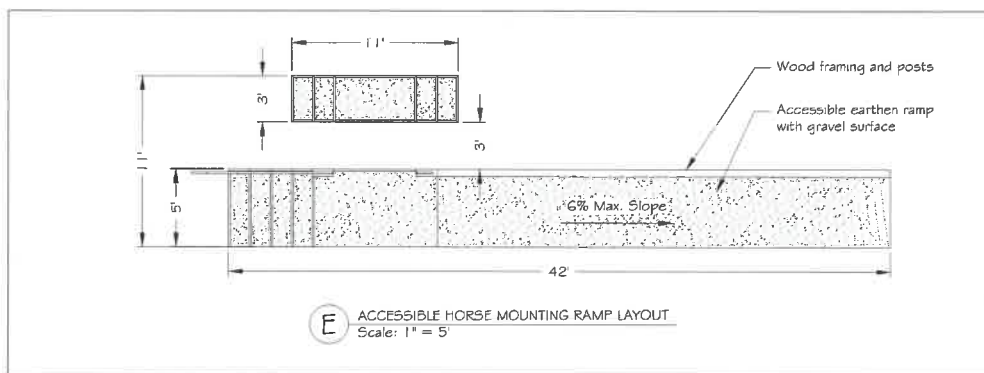 11'
Wood framing and posts
3'
Accessible earthen ramp
with gravel surface
3'
11'
5'
6% Max. Slope
42'
E
ACCESSIBLE HORSE MOUNTING RAMP LAYOUT
Scale: 1" = 5'